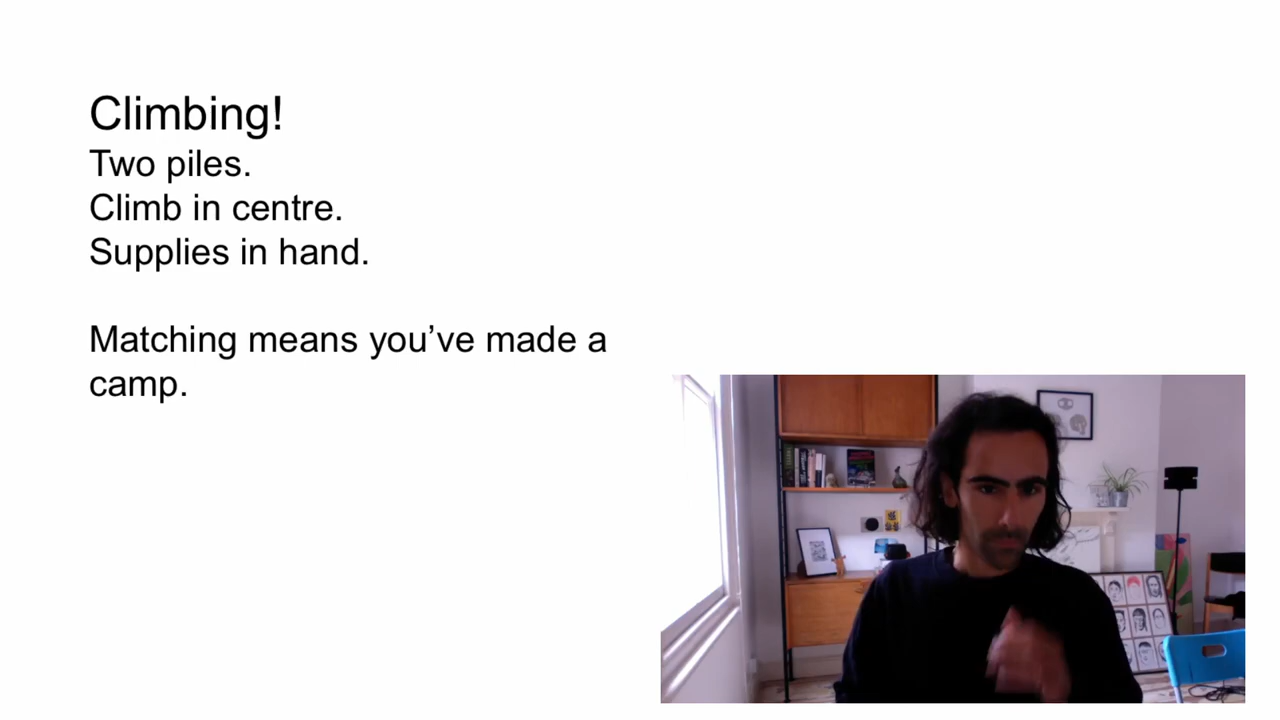 Climbing!
Two piles.
Climb in centre.
Supplies in hand.
Matching means you’ve made a
camp.